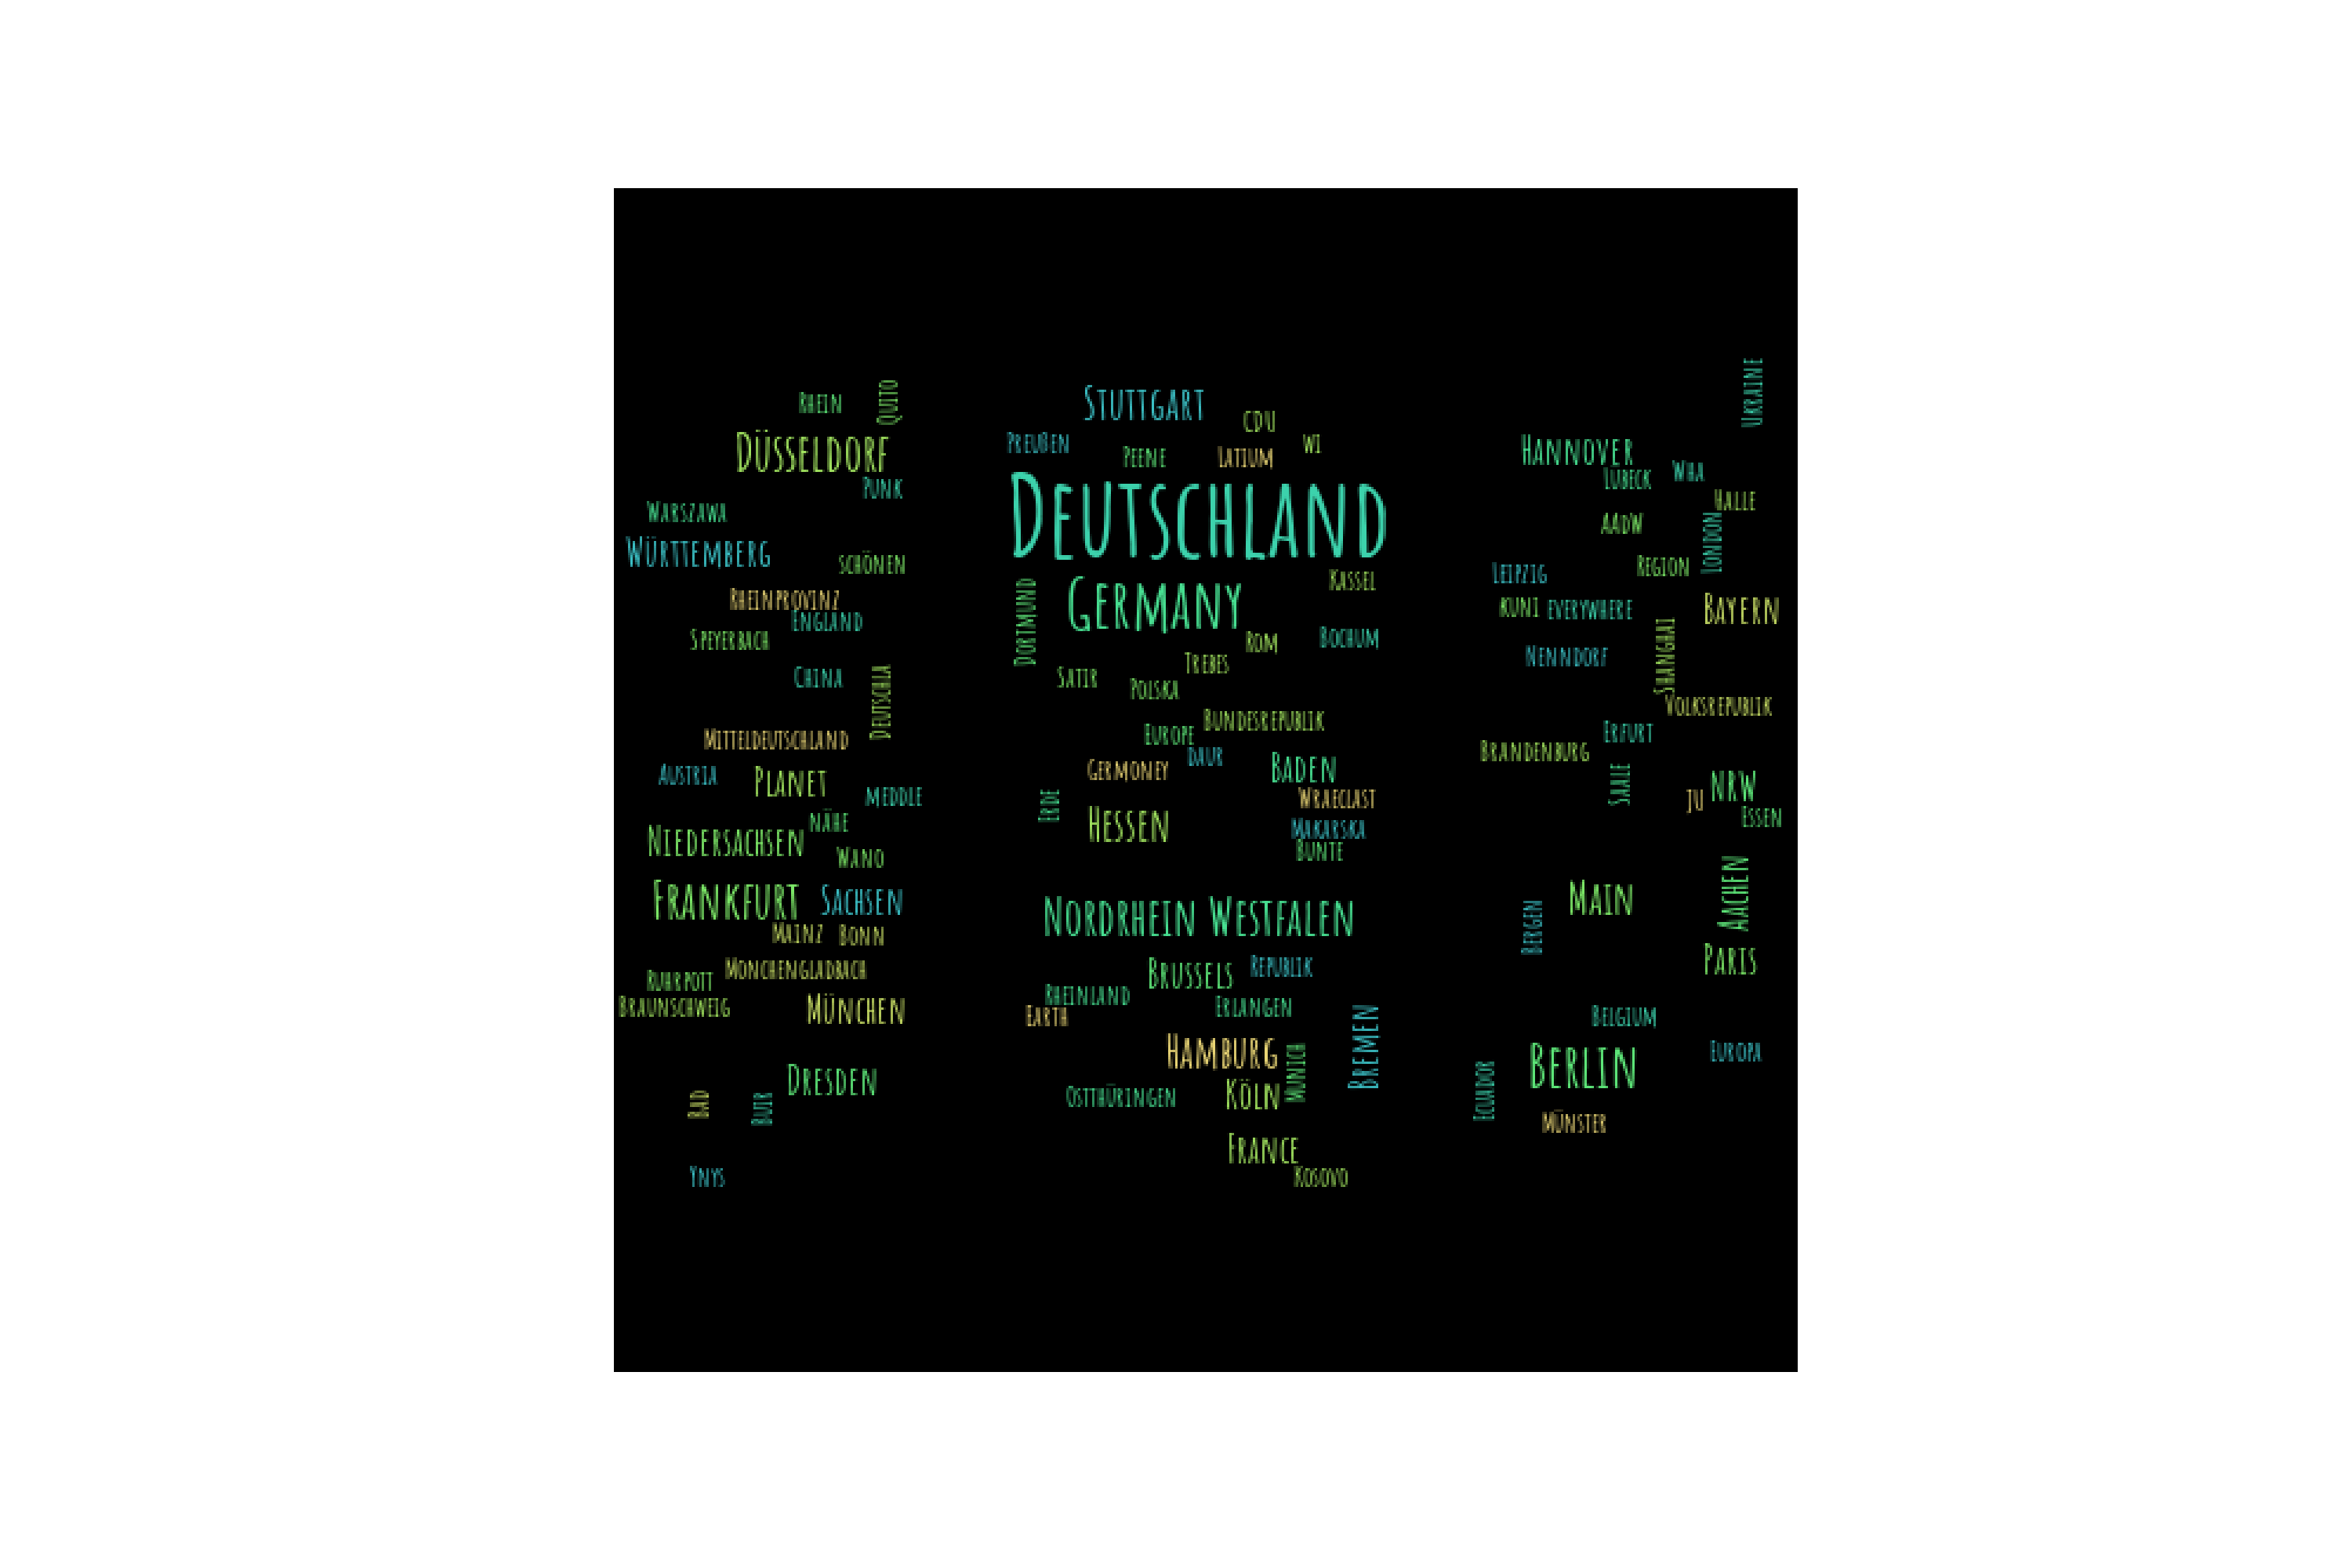 Rhein
Quito
Düsseldorf
Punk
Warszawa
Württemberg
schönen
Rheinprovinz
England
Speyerbach
China
Deutschla
Mitteldeutschland
Austria
Planet
meddle
nähe
Niedersachsen
Wano
Frankfurt
Sachsen
Mainz
Bonn
Mönchengladbach
Ruhrpott
Braunschweig
München
Dresden
Bad
Buir
Ynys
Stuttgart
CDU
Preußen
Peene
Latium
WI
Deutschland
Germany
Kassel
Dortmund
Rom
Bochum
Trebes
Satir
Polska
Bundesrepublik
Europe
daur
germoney
Baden
Wraeclast
Erde
Hessen
Makarska
Bunte
Nordrhein Westfalen
Brussels
Republik
Rheinland
Erlangen
Earth
Bremen
Hamburg
Munich
Köln
Ostthüringen
France
Kosovo
Ukraine
Hannover
Lübeck
Wha
Halle
AAdW
London
Region
Leipzig
Kuni
everywhere
Bayern
Shanghai
Nenndorf
Volksrepublik
Erfurt
Brandenburg
Saale
JU
NRW
Essen
Main
Aachen
Bergen
Paris
Belgium
Europa
Berlin
Ecuador
Münster